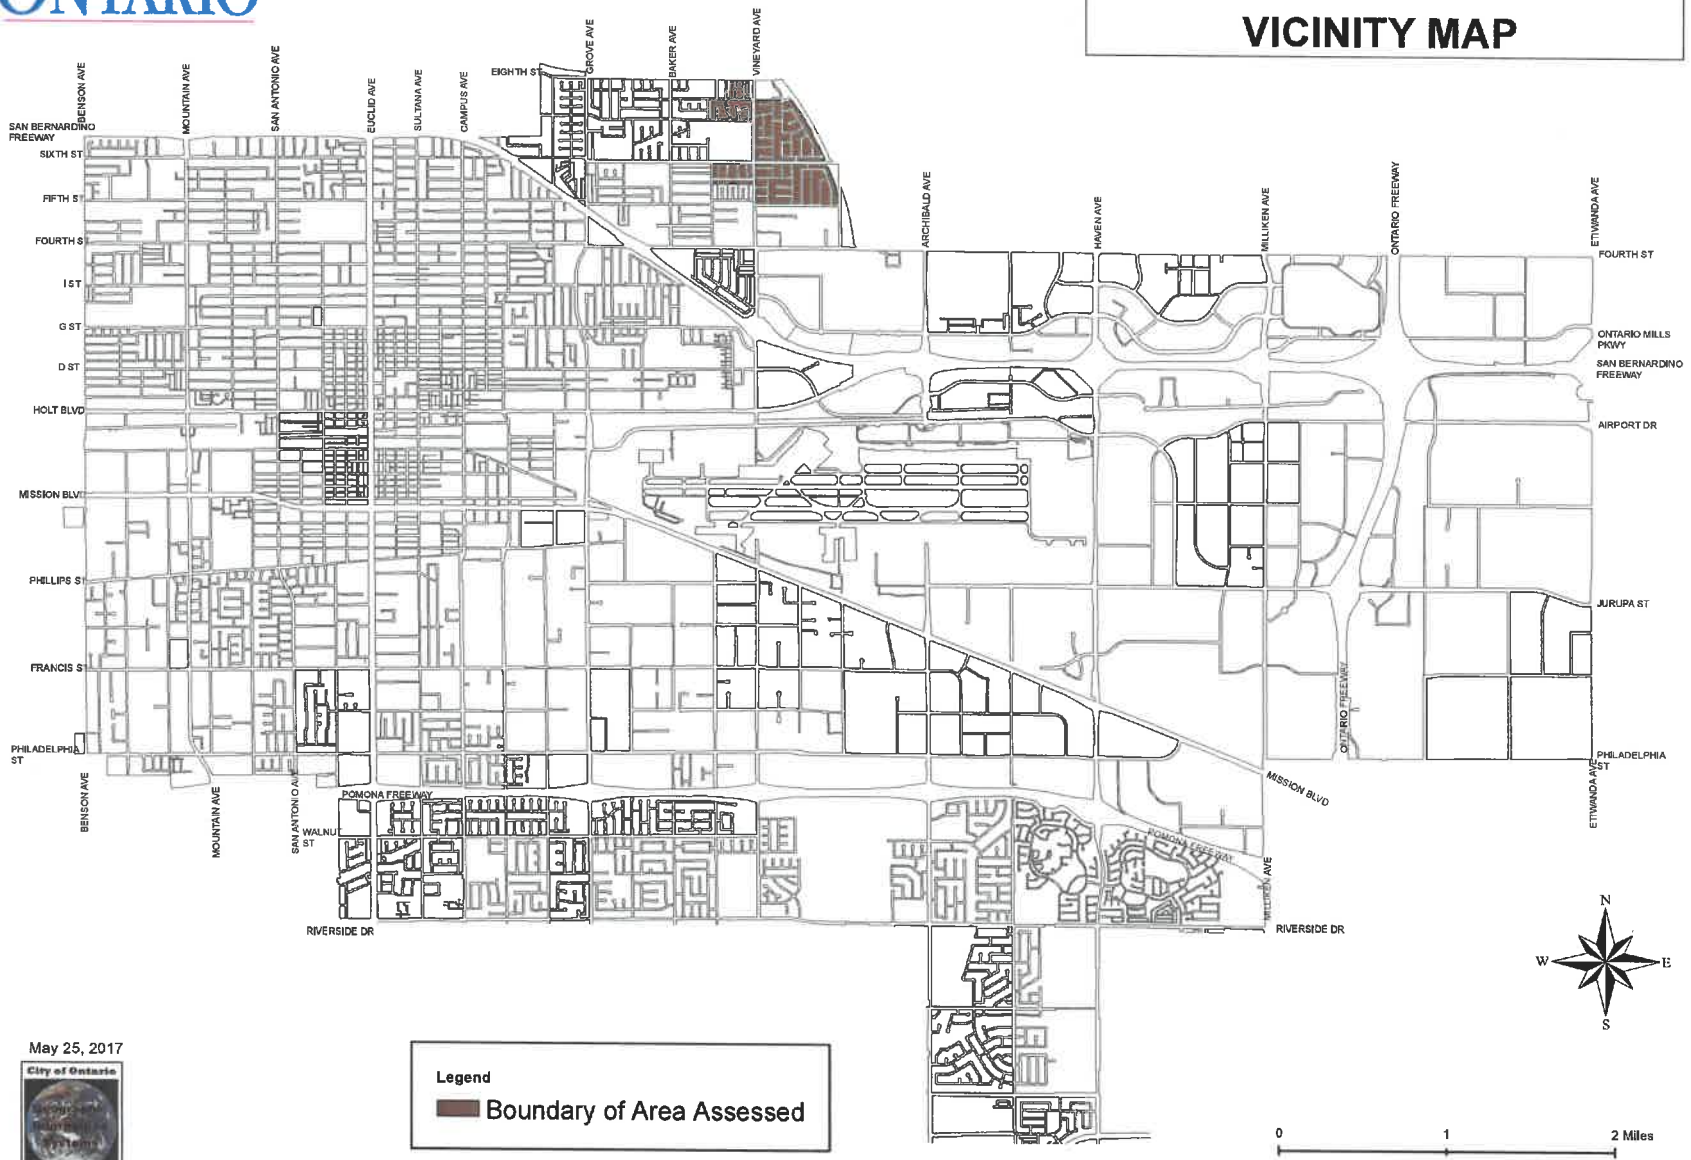 ONTARIO
VICINITY MAP
BENSON AVE
MOUNTAIN AVE
SAN ANTONIO AVE
EUCLID AVE
SULTANA AVE
CAMPUS AVE
EIGHTH ST
GROVE AVE
BAKER AVE
VINEYARD AVE
ARCHIBALD AVE
HAVEN AVE
MILLIKEN AVE
ONTARIO FREEWAY
ETIWANDA AVE
SAN BERNARDINO
FREEWAY
SIXTH ST
FIFTH ST
FOURTH ST
I ST
G ST
D ST
HOLT BLVD
MISSION BLVD
PHILLIPS ST
FRANCIS ST
PHILADELPHIA
ST
FOURTH ST
ONTARIO MILLS
PKWY
SAN BERNARDINO
FREEWAY
AIRPORT DR
JURUPA ST
ONTARIO FREEWAY
PHILADELPHIA
ST
ETIWANDA AVE
MISSION BLVD
BENSON AVE
MOUNTAIN AVE
SAN ANTONIO AVE
POMONA FREEWAY
WALNUT
ST
POMONA FREEWAY
MILLIKEN AVE
RIVERSIDE DR
RIVERSIDE DR
N
W
E
S
May 25, 2017
City of Ontario
Geographic
Information
Systems
Legend
Boundary of Area Assessed
0 1 2 Miles